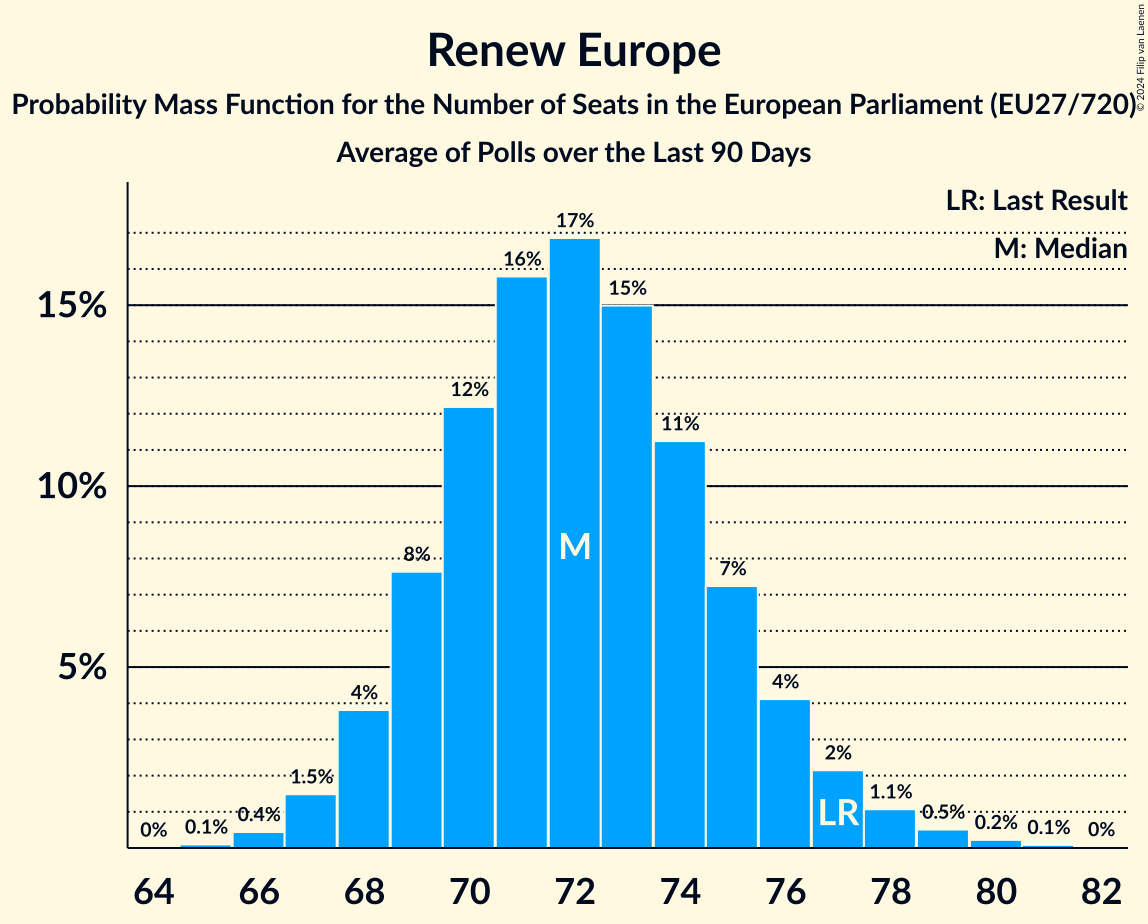 Renew Europe
Probability Mass Function for the Number of Seats in the European Parliament (EU27/720)
Average of Polls over the Last 90 Days
© 2024 Filip van Laenen
LR: Last Result
M: Median
15%
10%
5%
0%
0.1%
0.4%
1.5%
4%
8%
12%
16%
17%
15%
11%
7%
4%
2%
1.1%
0.5%
0.2%
0.1%
0%
M
LR
64 66 68 70 72 74 76 78 80 82